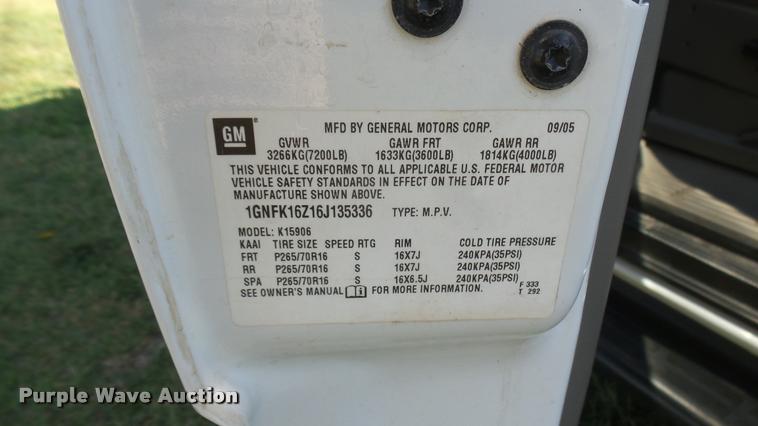 GM
MFD BY GENERAL MOTORS CORP. 09/05
GVWR GAWR FRT GAWR RR
3266KG(7200LB) 1633KG(3600LB) 1814KG(4000LB)
THIS VEHICLE CONFORMS TO ALL APPLICABLE U.S. FEDERAL MOTOR
VEHICLE SAFETY STANDARDS IN EFFECT ON THE DATE OF
MANUFACTURE SHOWN ABOVE.
1GNFK16Z16J135336 TYPE: M.P.V.
MODEL: K15906
KAAI TIRE SIZE SPEED RTG RIM COLD TIRE PRESSURE
FRT P265/70R16 S 16X7J 240KPA(35PSI)
RR P265/70R16 S 16X7J 240KPA(35PSI)
SPA P265/70R16 S 16X6.5J 240KPA(35PSI)
SEE OWNER'S MANUAL FOR MORE INFORMATION. F 333
T 292
Purple Wave Auction